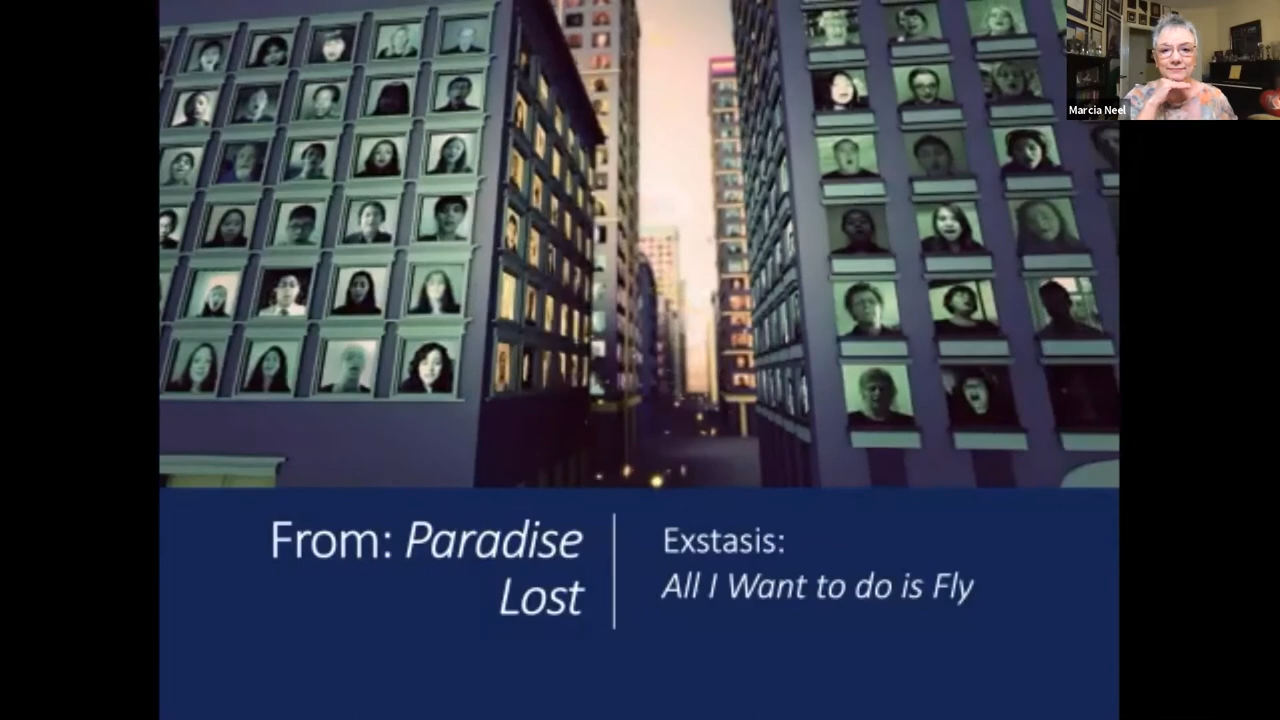 Marcia Neel
From: Paradise
Lost
Exstasis:
All I Want to do is Fly